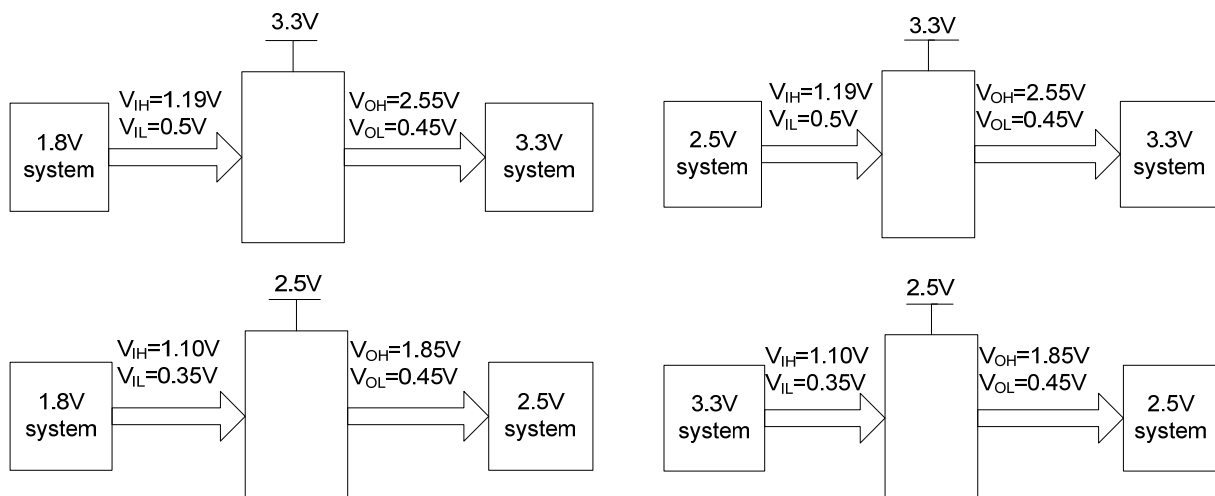 3.3V
V_IH=1.19V
V_IL=0.5V
V_OH=2.55V
V_OL=0.45V
1.8V
system
3.3V
system
3.3V
V_IH=1.19V
V_IL=0.5V
V_OH=2.55V
V_OL=0.45V
2.5V
system
3.3V
system
2.5V
V_IH=1.10V
V_IL=0.35V
V_OH=1.85V
V_OL=0.45V
1.8V
system
2.5V
system
2.5V
V_IH=1.10V
V_IL=0.35V
V_OH=1.85V
V_OL=0.45V
3.3V
system
2.5V
system